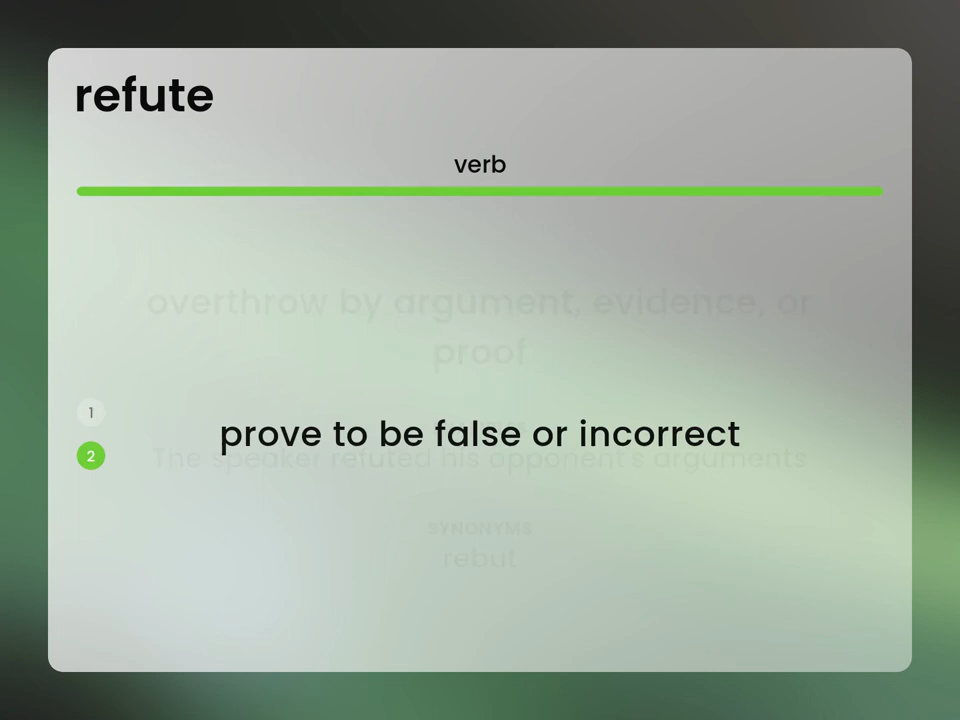 refute
verb
overthrow by argument, evidence, or
proof
1
prove to be false or incorrect
2
The speaker refuted his opponent's arguments
SYNONYMS
rebut